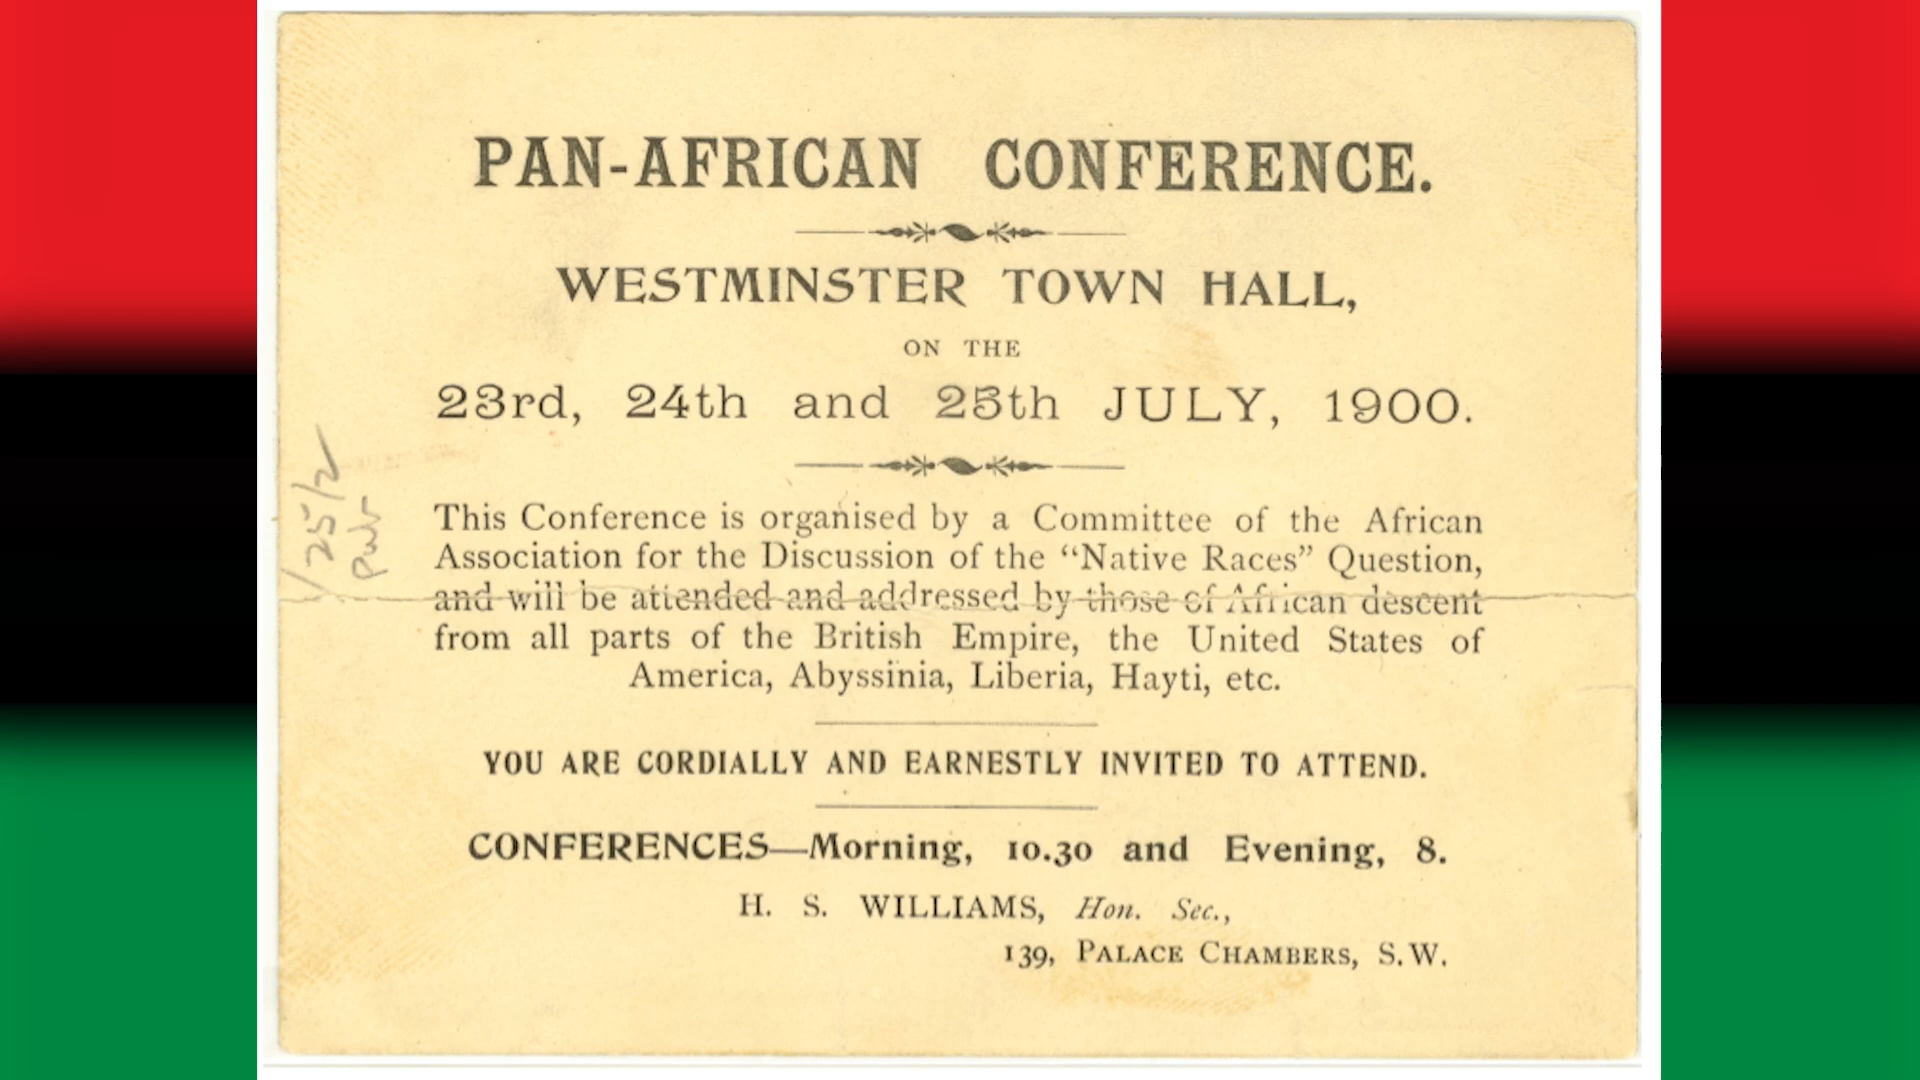 PAN-AFRICAN CONFERENCE.
WESTMINSTER TOWN HALL,
ON THE
23rd, 24th and 25th JULY, 1900.
This Conference is organised by a Committee of the African
Association for the Discussion of the “Native Races” Question,
and will be attended and addressed by those of African descent
from all parts of the British Empire, the United States of
America, Abyssinia, Liberia, Hayti, etc.
YOU ARE CORDIALLY AND EARNESTLY INVITED TO ATTEND.
CONFERENCES—Morning, 10.30 and Evening, 8.
H. S. WILLIAMS, Hon. Sec.,
139, PALACE CHAMBERS, S.W.